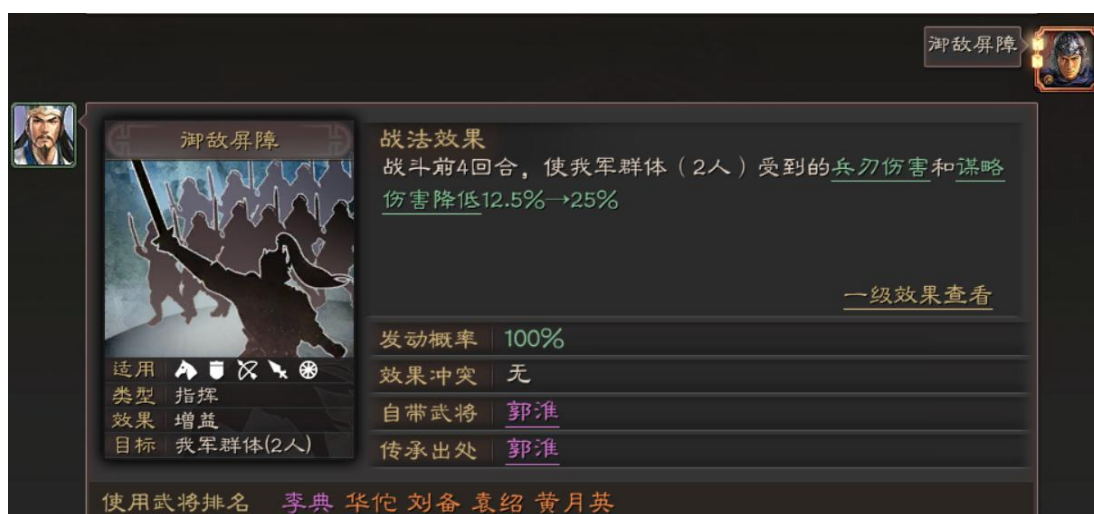 御敌屏障
御敌屏障
适用
类型 指挥
效果 增益
目标 我军群体(2人)
战法效果
战斗前4回合，使我军群体（2人）受到的兵刃伤害和谋略
伤害降低12.5%→25%
一级效果查看
发动概率 100%
效果冲突 无
自带武将 郭淮
传承出处 郭淮
使用武将排名 李典 华佗 刘备 袁绍 黄月英